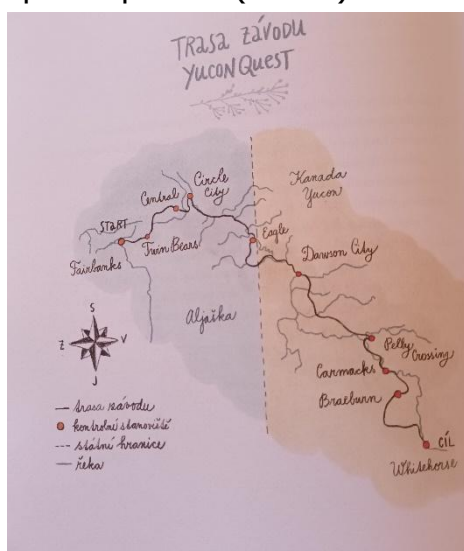 TRASA ZÁVODU
YUCON QUEST
Circle
City
Central
Kanada
Yucon
START
Eagle
Twin Bears
Fairbanks
Dawson City
Aljaška
S
Z
V
J
Pelly
Crossing
Carmacks
Braeburn
trasa závodu
kontrolní stanoviště
státní hranice
řeka
CÍL
Whitehorse